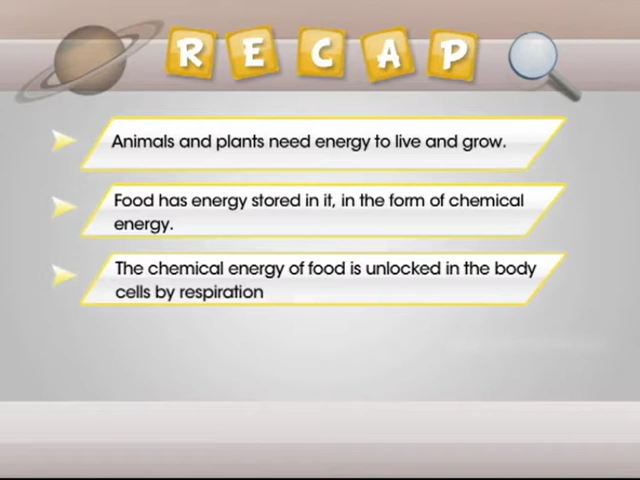 RECAP
Animals and plants need energy to live and grow.
Food has energy stored in it, in the form of chemical
energy.
The chemical energy of food is unlocked in the body
cells by respiration